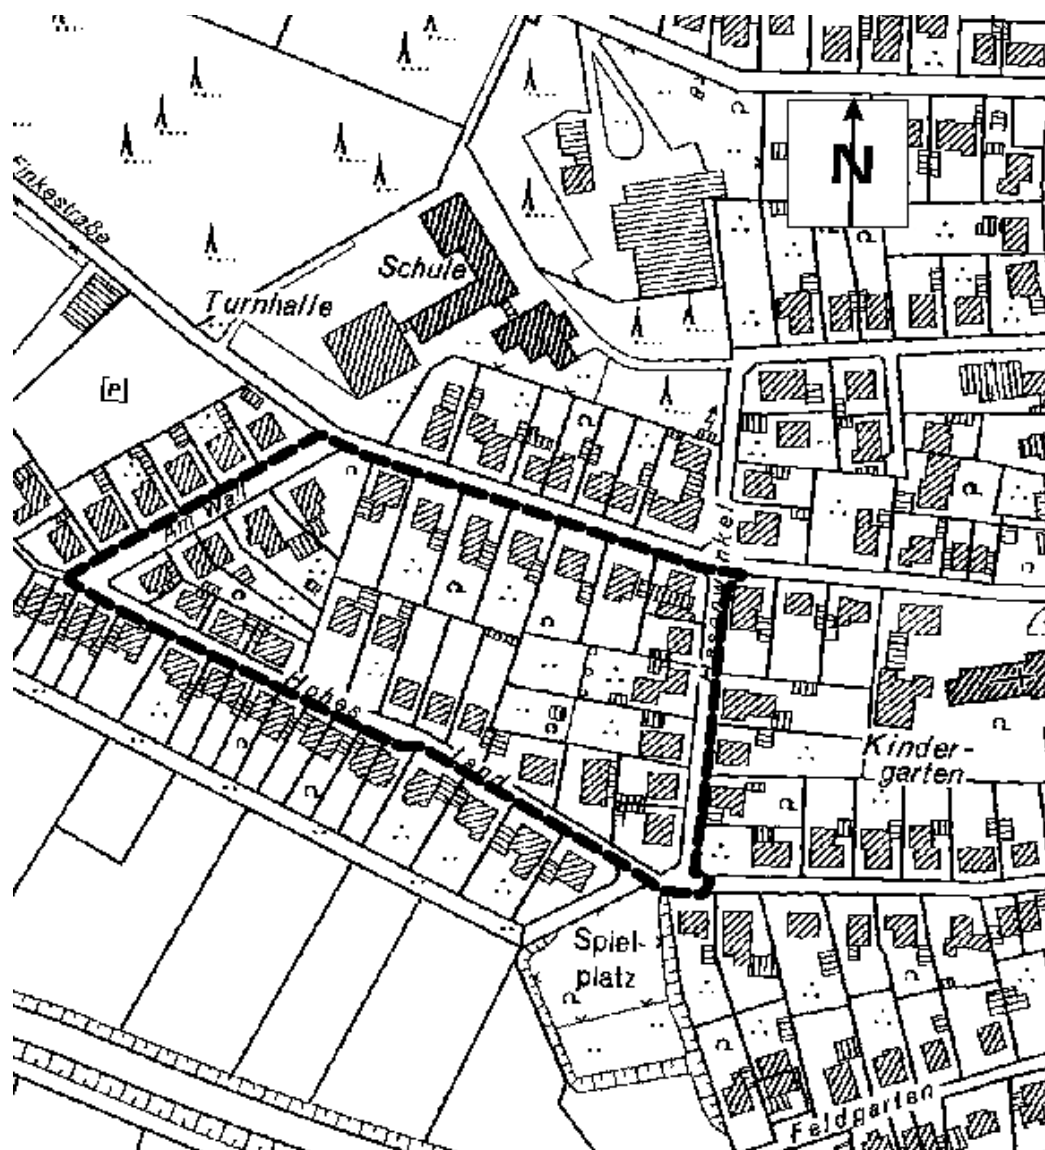 N
Finkestraße
Schule
Turnhalle
[P]
Am Wall
Hohes
Land
Kinder-
garten
Spiel-
platz
Feldgarten